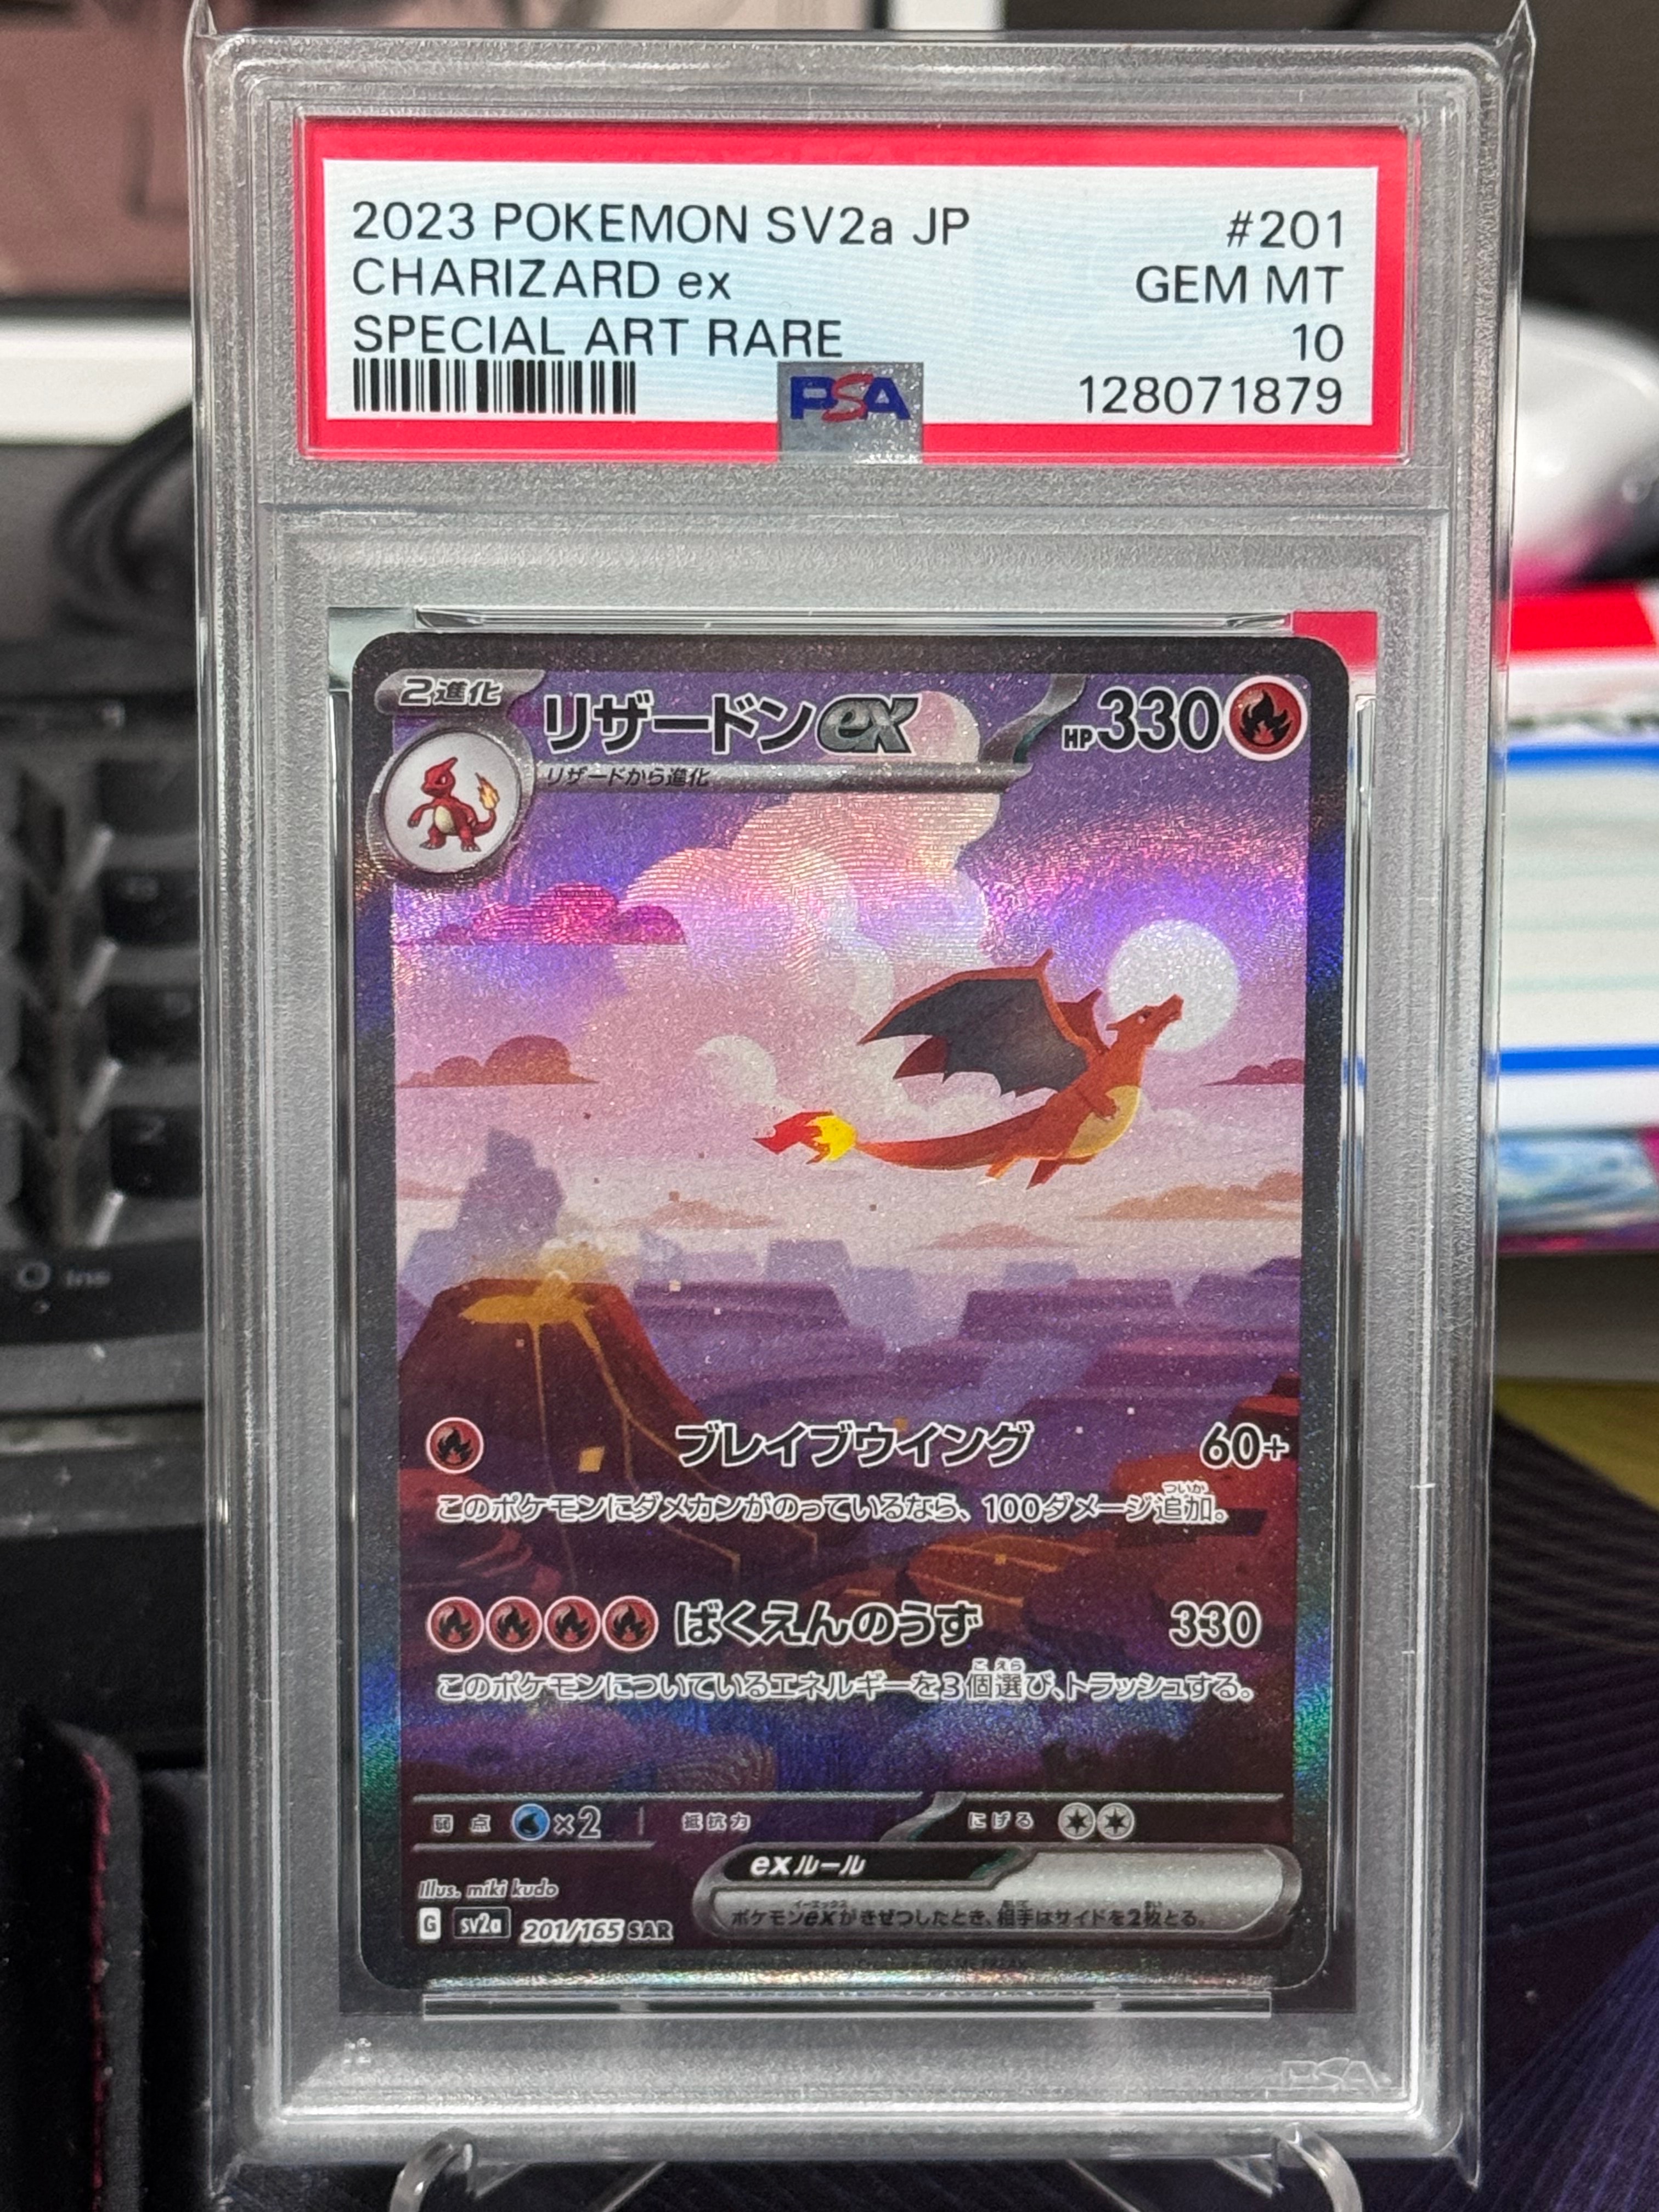 2023 POKEMON SV2a JP #201
CHARIZARD ex GEM MT
SPECIAL ART RARE 10
PSA 128071879
2進化 リザードンex HP330
リザードから進化
ブレイブウイング 60+
このポケモンにダメカンがのっているなら、100ダメージ追加。
ばくえんのうず 330
このポケモンについているエネルギーを3個選び、トラッシュする。
弱点 ×2 抵抗力 にげる
exルール
Illus. miki kudo
ポケモンexがきぜつしたとき、相手はサイドを2枚とる。
G sv2a 201/165 SAR
PSA
Ins